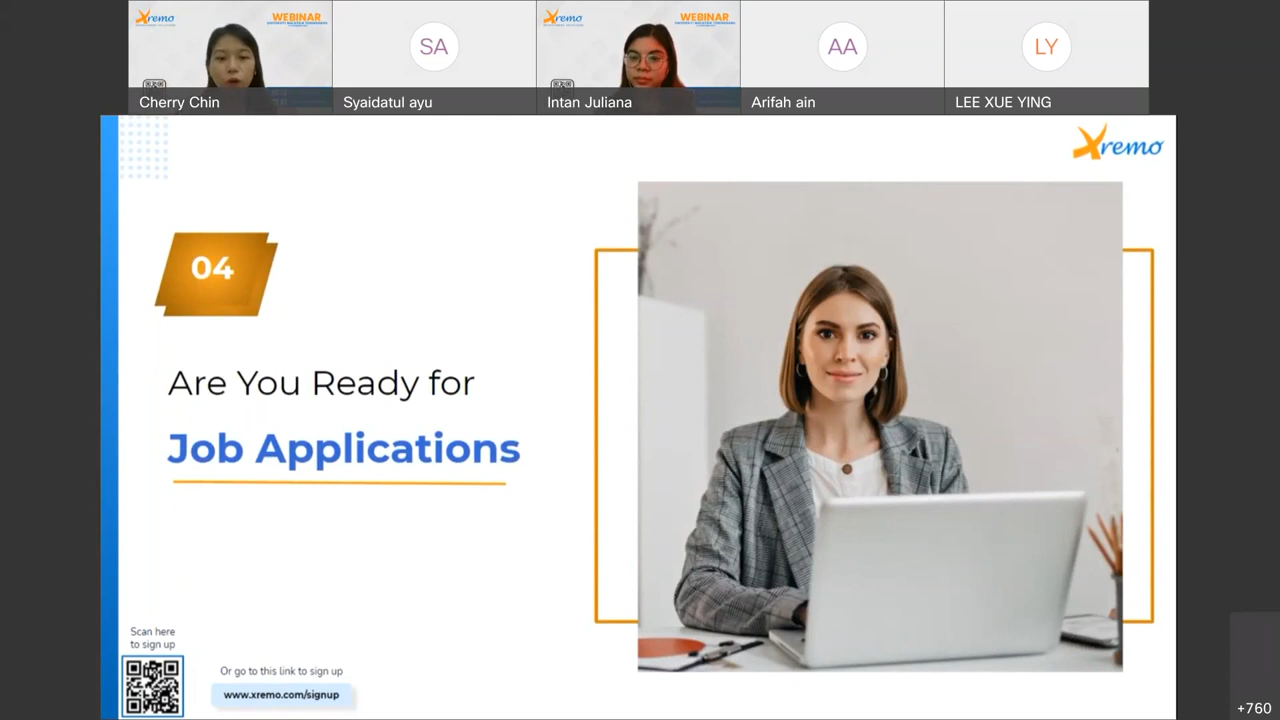 Xremo
WEBINAR
Xremo
WEBINAR
SA
AA
LY
Cherry Chin
Syaidatul ayu
Intan Juliana
Arifah ain
LEE XUE YING
Xremo
04
Are You Ready for
Job Applications
Scan here
to sign up
Or go to this link to sign up
www.xremo.com/signup
+760